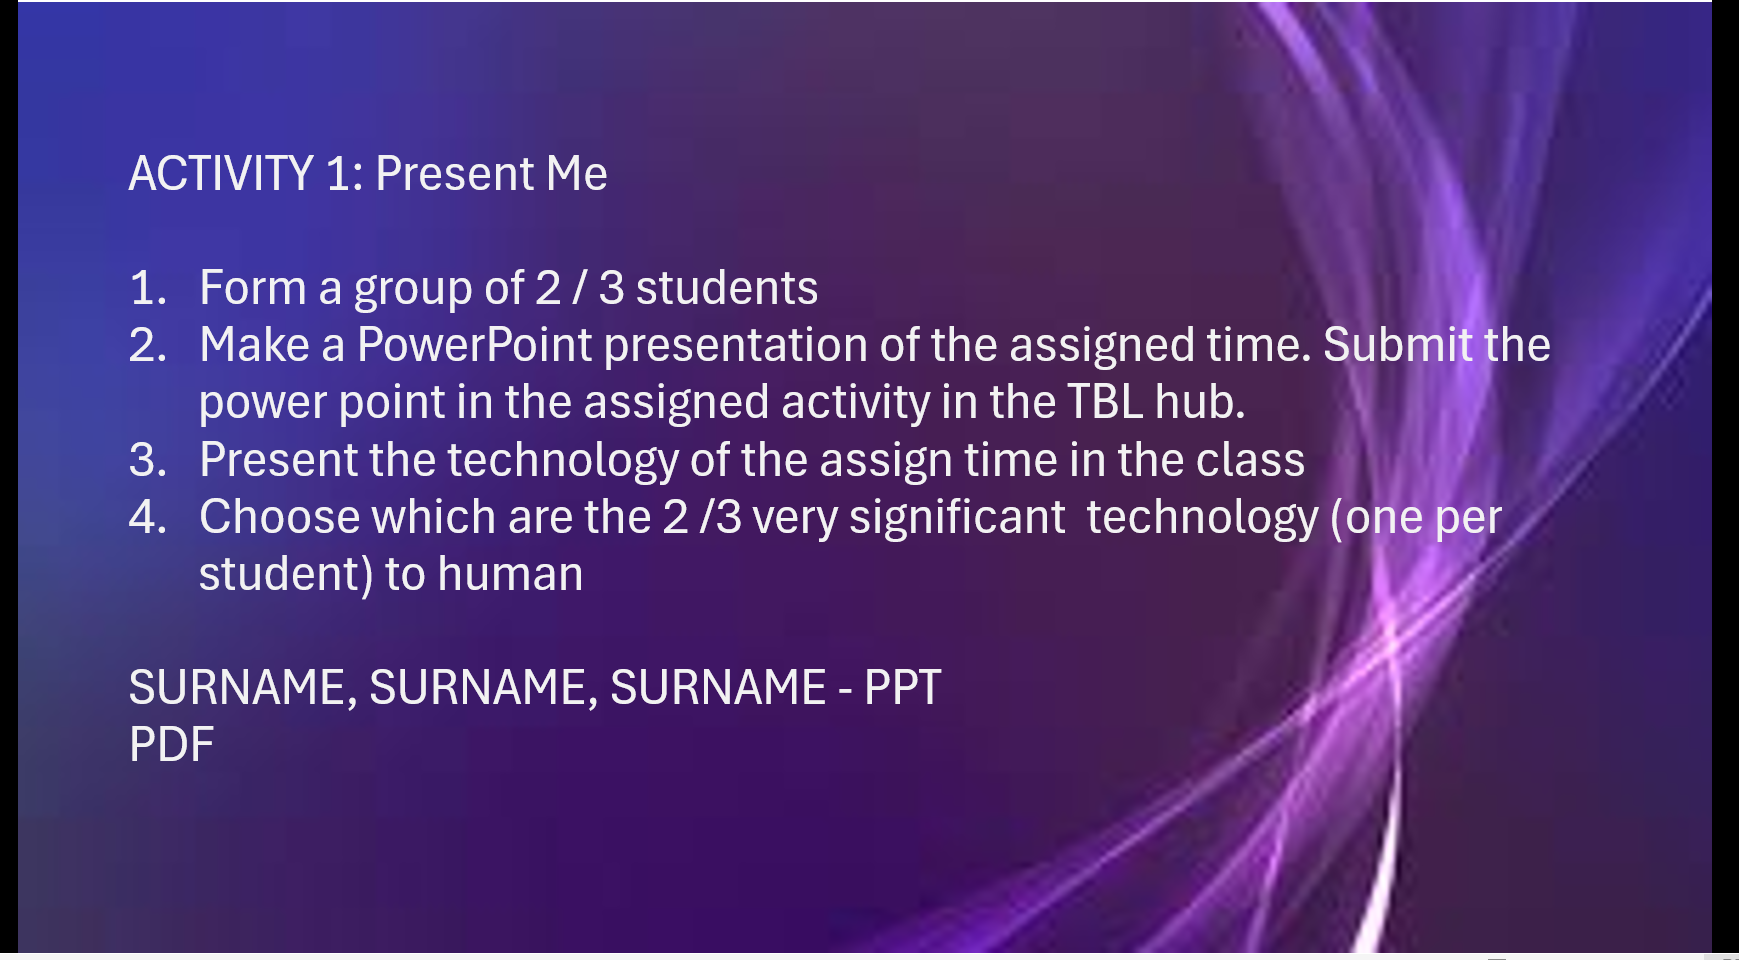 ACTIVITY 1: Present Me
1. Form a group of 2 / 3 students
2. Make a PowerPoint presentation of the assigned time. Submit the
power point in the assigned activity in the TBL hub.
3. Present the technology of the assign time in the class
4. Choose which are the 2 /3 very significant  technology (one per
student) to human
SURNAME, SURNAME, SURNAME - PPT
PDF